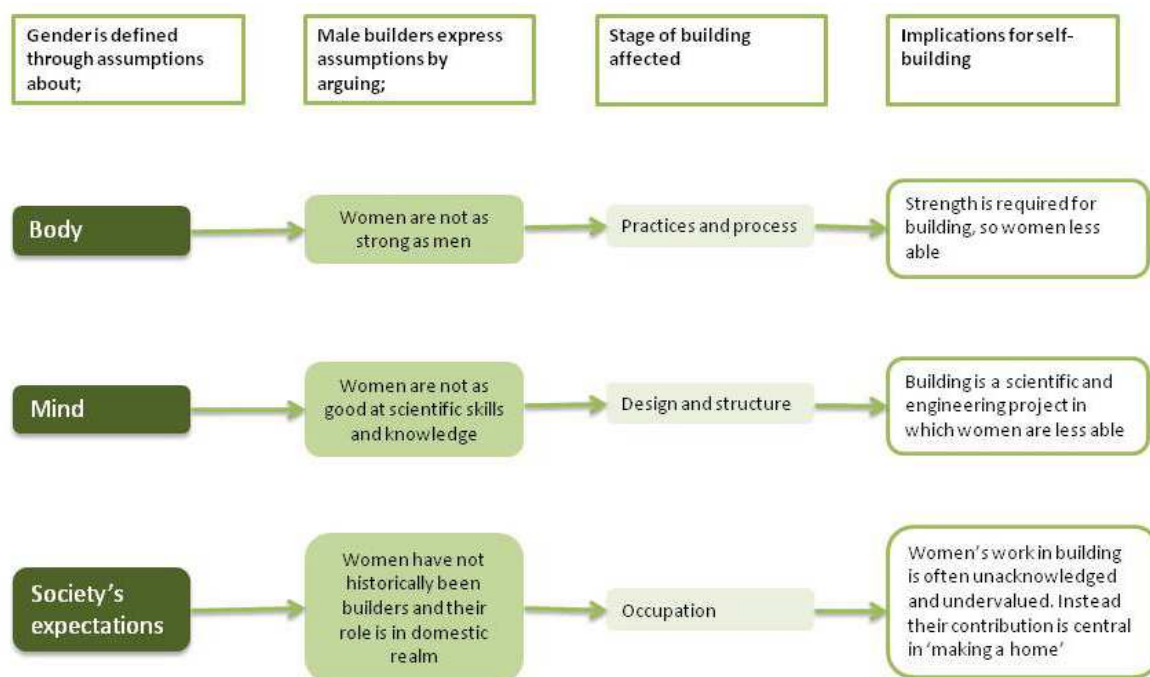 Gender is defined
through assumptions
about;
Male builders express
assumptions by
arguing;
Stage of building
affected
Implications for self-
building
Body
Women are not as
strong as men
Practices and process
Strength is required for
building, so women less
able
Mind
Women are not as
good at scientific skills
and knowledge
Design and structure
Building is a scientific and
engineering project in
which women are less able
Society's
expectations
Women have not
historically been
builders and their
role is in domestic
realm
Occupation
Women's work in building
is often unacknowledged
and undervalued. Instead
their contribution is central
in 'making a home'